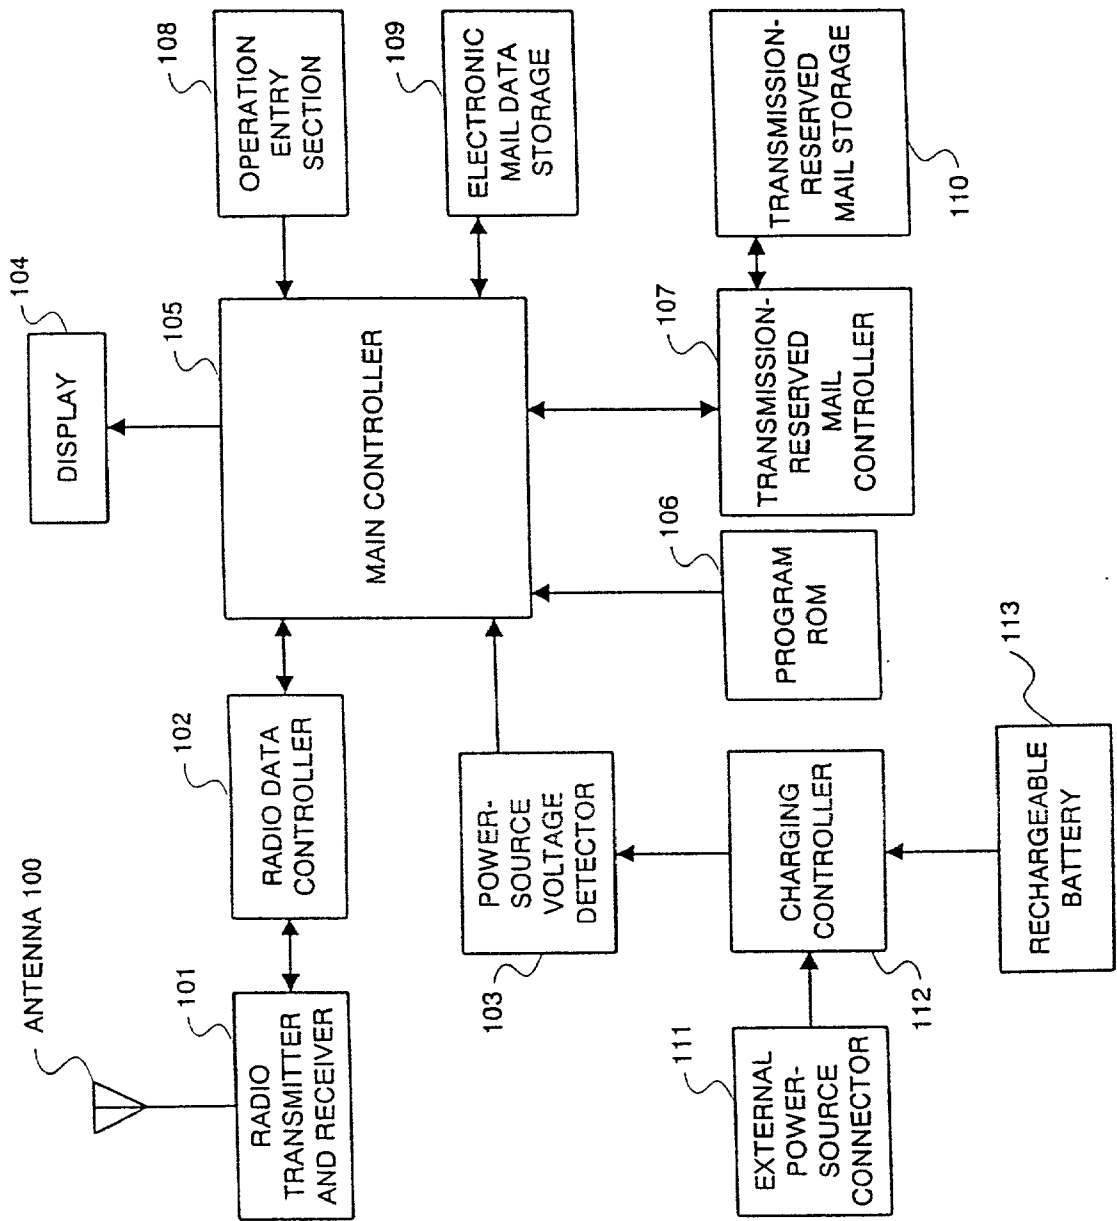 ANTENNA 100
101
RADIO
TRANSMITTER
AND RECEIVER
102
RADIO DATA
CONTROLLER
104
DISPLAY
105
MAIN CONTROLLER
108
OPERATION
ENTRY
SECTION
109
ELECTRONIC
MAIL DATA
STORAGE
103
POWER-
SOURCE
VOLTAGE
DETECTOR
106
PROGRAM
ROM
107
TRANSMISSION-
RESERVED
MAIL
CONTROLLER
TRANSMISSION-
RESERVED
MAIL STORAGE
110
111
EXTERNAL
POWER-
SOURCE
CONNECTOR
CHARGING
CONTROLLER
112
113
RECHARGEABLE
BATTERY